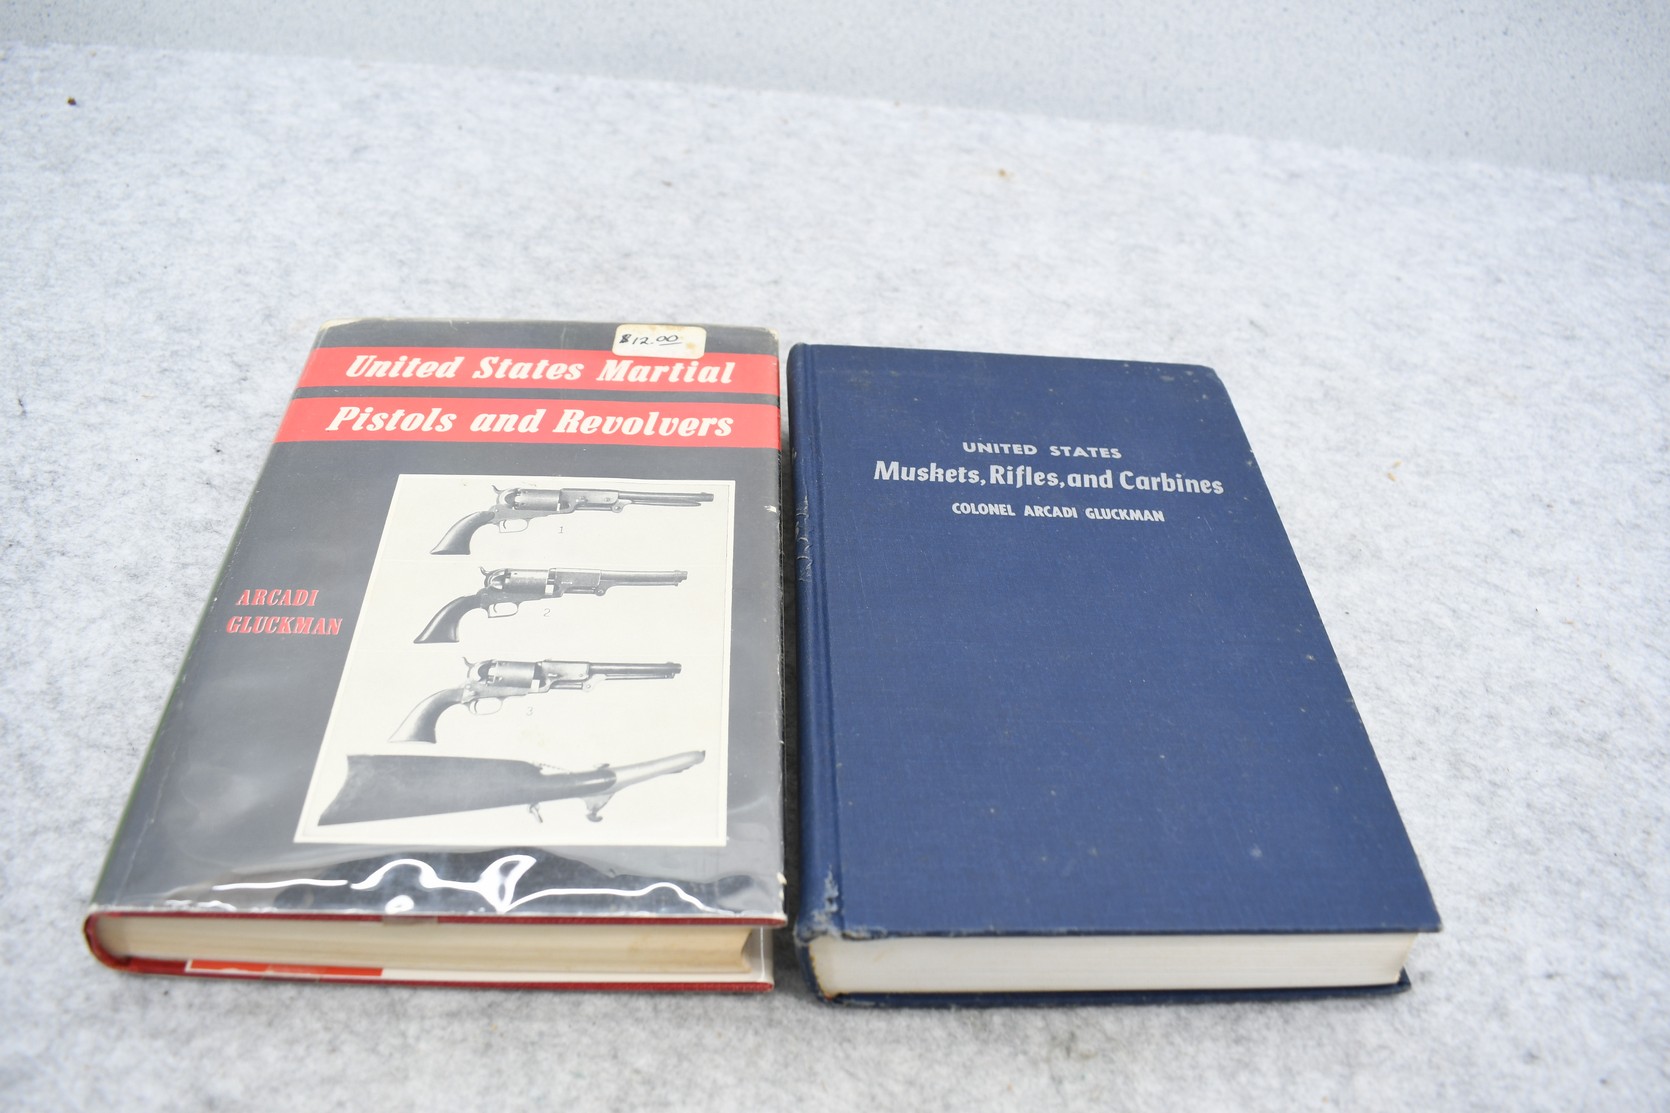 $12.00
United States Martial
Pistols and Revolvers
ARCADI
GLUCKMAN
1
2
3
UNITED STATES
Muskets, Rifles, and Carbines
COLONEL ARCADI GLUCKMAN